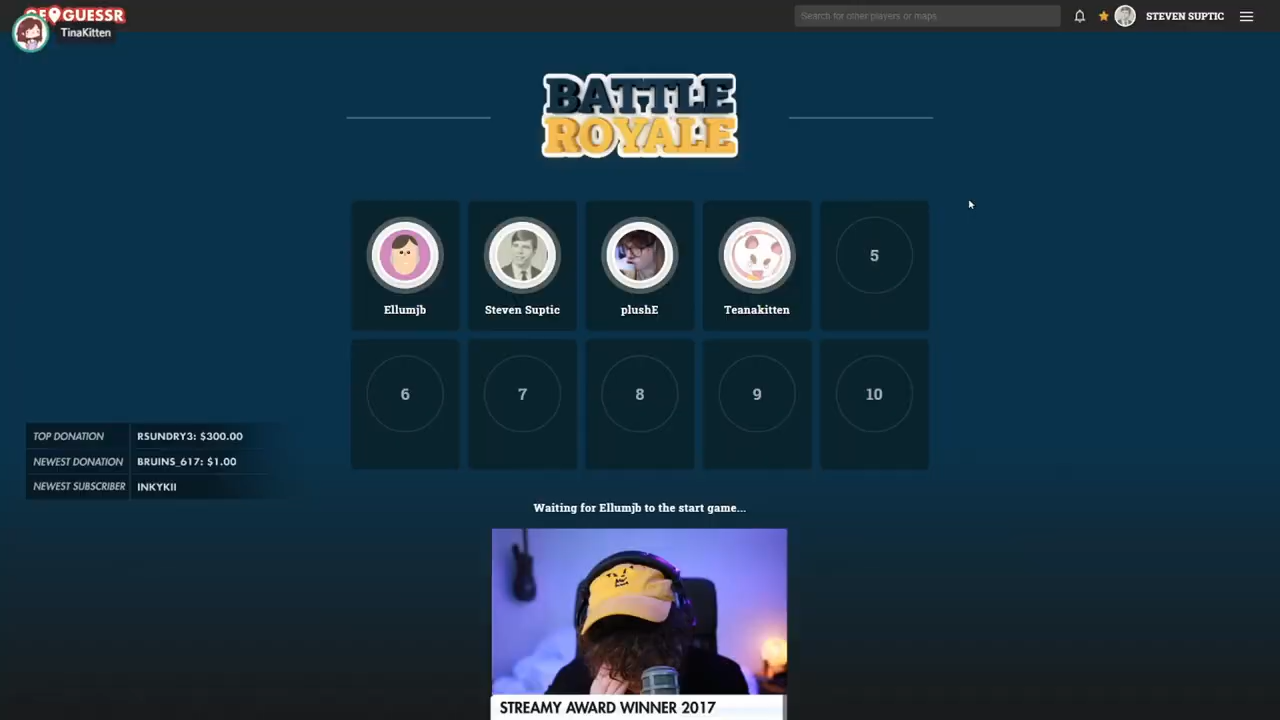 GEOGUESSR
Search for other players or maps
STEVEN SUPTIC
TinaKitten
BATTLE
ROYALE
5
Ellumjb
Steven Suptic
plushE
Teanakitten
6
7
8
9
10
TOP DONATION
RSUNDRY3: $300.00
NEWEST DONATION
BRUINS_617: $1.00
NEWEST SUBSCRIBER
INKYKII
Waiting for Ellumjb to the start game...
STREAMY AWARD WINNER 2017